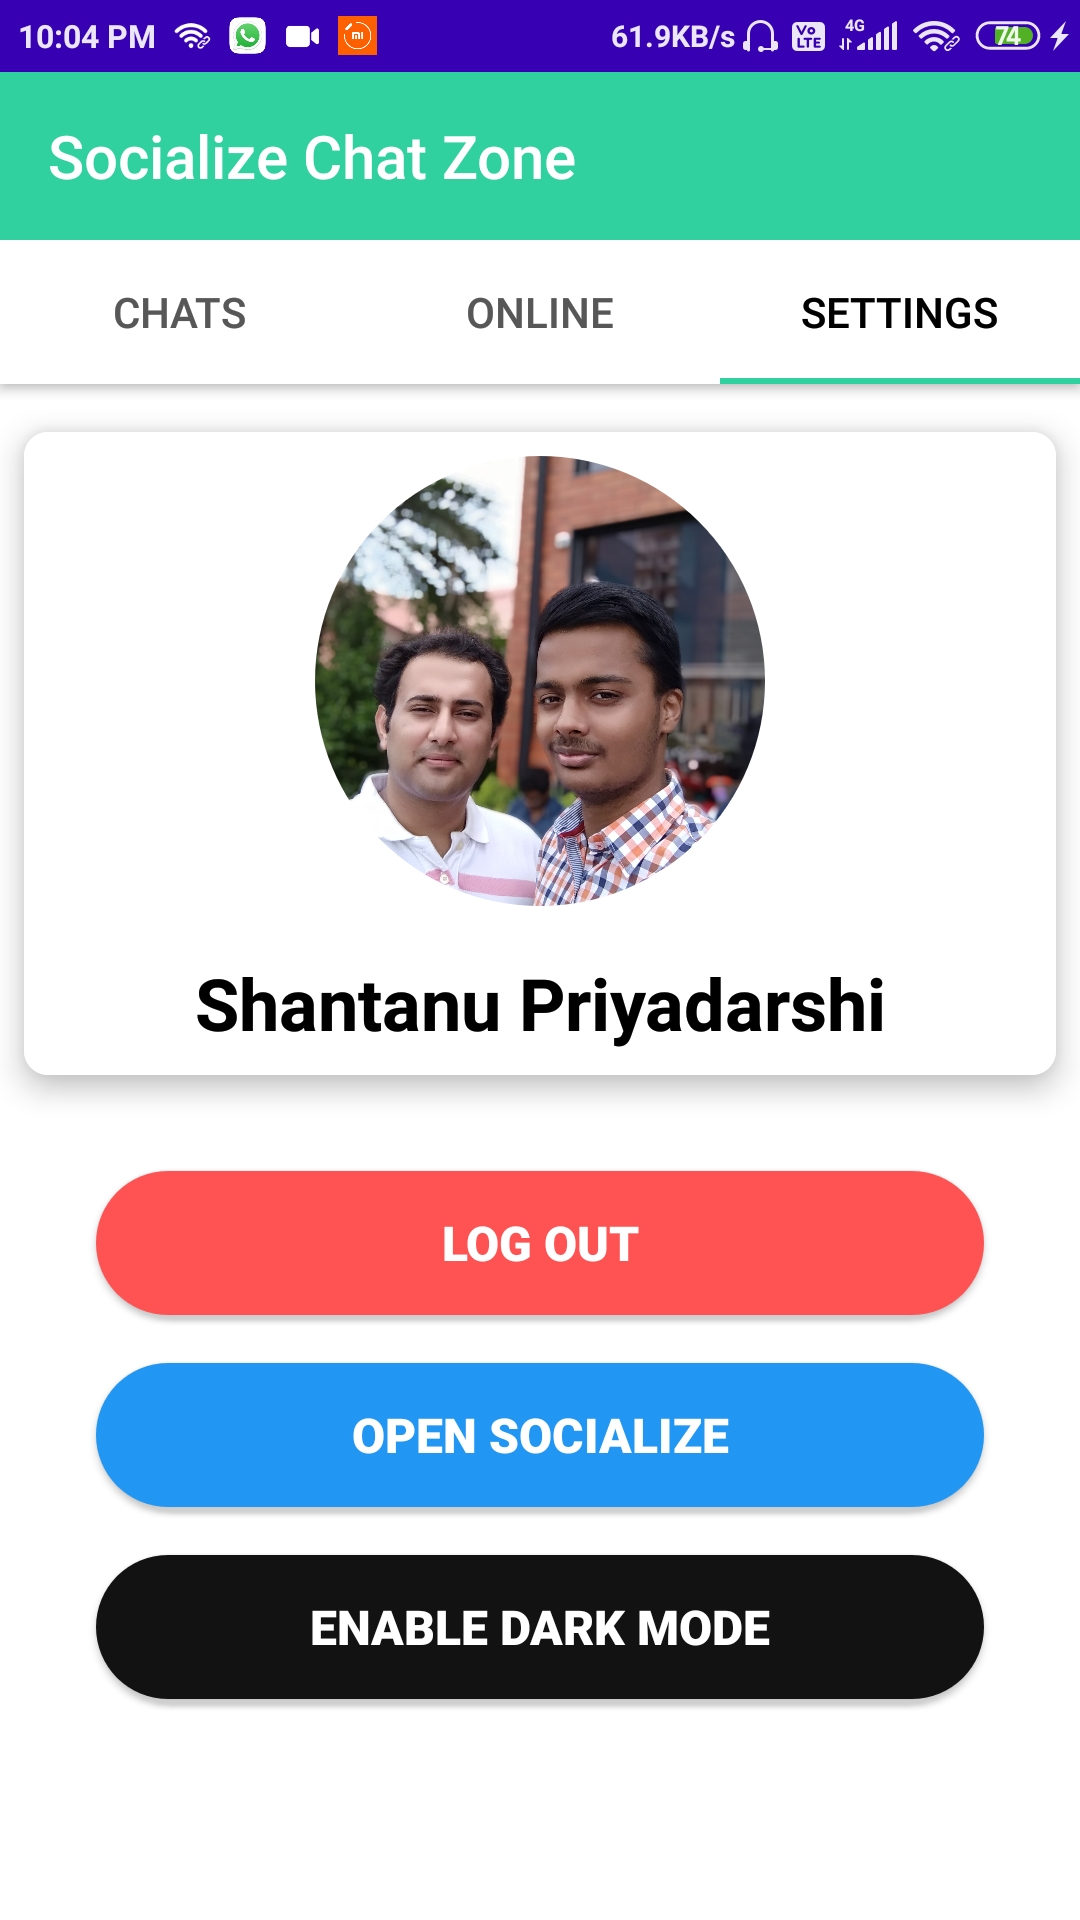 10:04 PM 61.9KB/s Vo LTE 4G 74
Socialize Chat Zone
CHATS ONLINE SETTINGS
Shantanu Priyadarshi
LOG OUT
OPEN SOCIALIZE
ENABLE DARK MODE